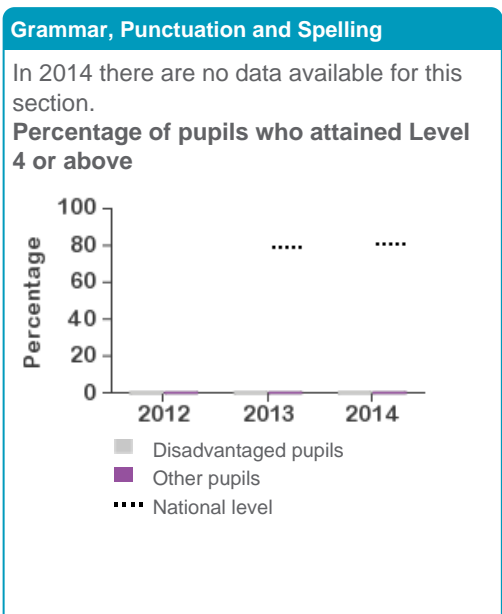 Grammar, Punctuation and Spelling
In 2014 there are no data available for this
section.
Percentage of pupils who attained Level
4 or above
Percentage
100
80
60
40
20
0
2012 2013 2014
Disadvantaged pupils
Other pupils
National level